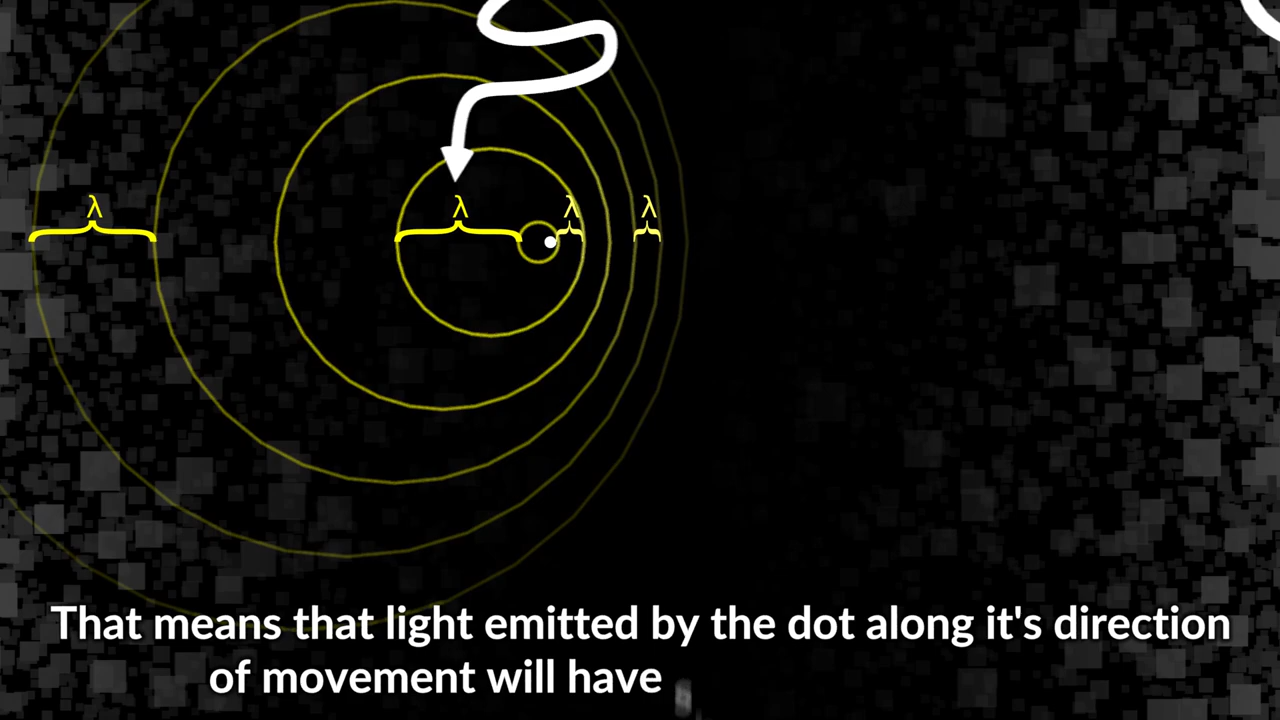 λ λ λ λ
That means that light emitted by the dot along it's direction
of movement will have